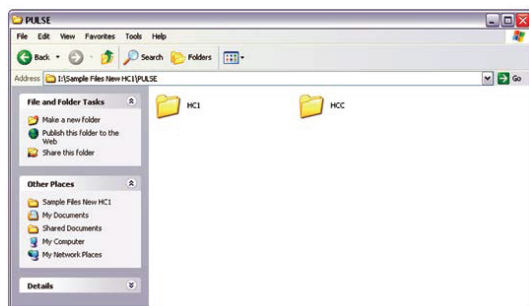 PULSE
File Edit View Favorites Tools Help
Back Search Folders
Address I:\Sample Files New HC1\PULSE Go
File and Folder Tasks
Make a new folder
Publish this folder to the
Web
Share this folder
Other Places
Sample Files New HC1
My Documents
Shared Documents
My Computer
My Network Places
Details
HC1 HCC